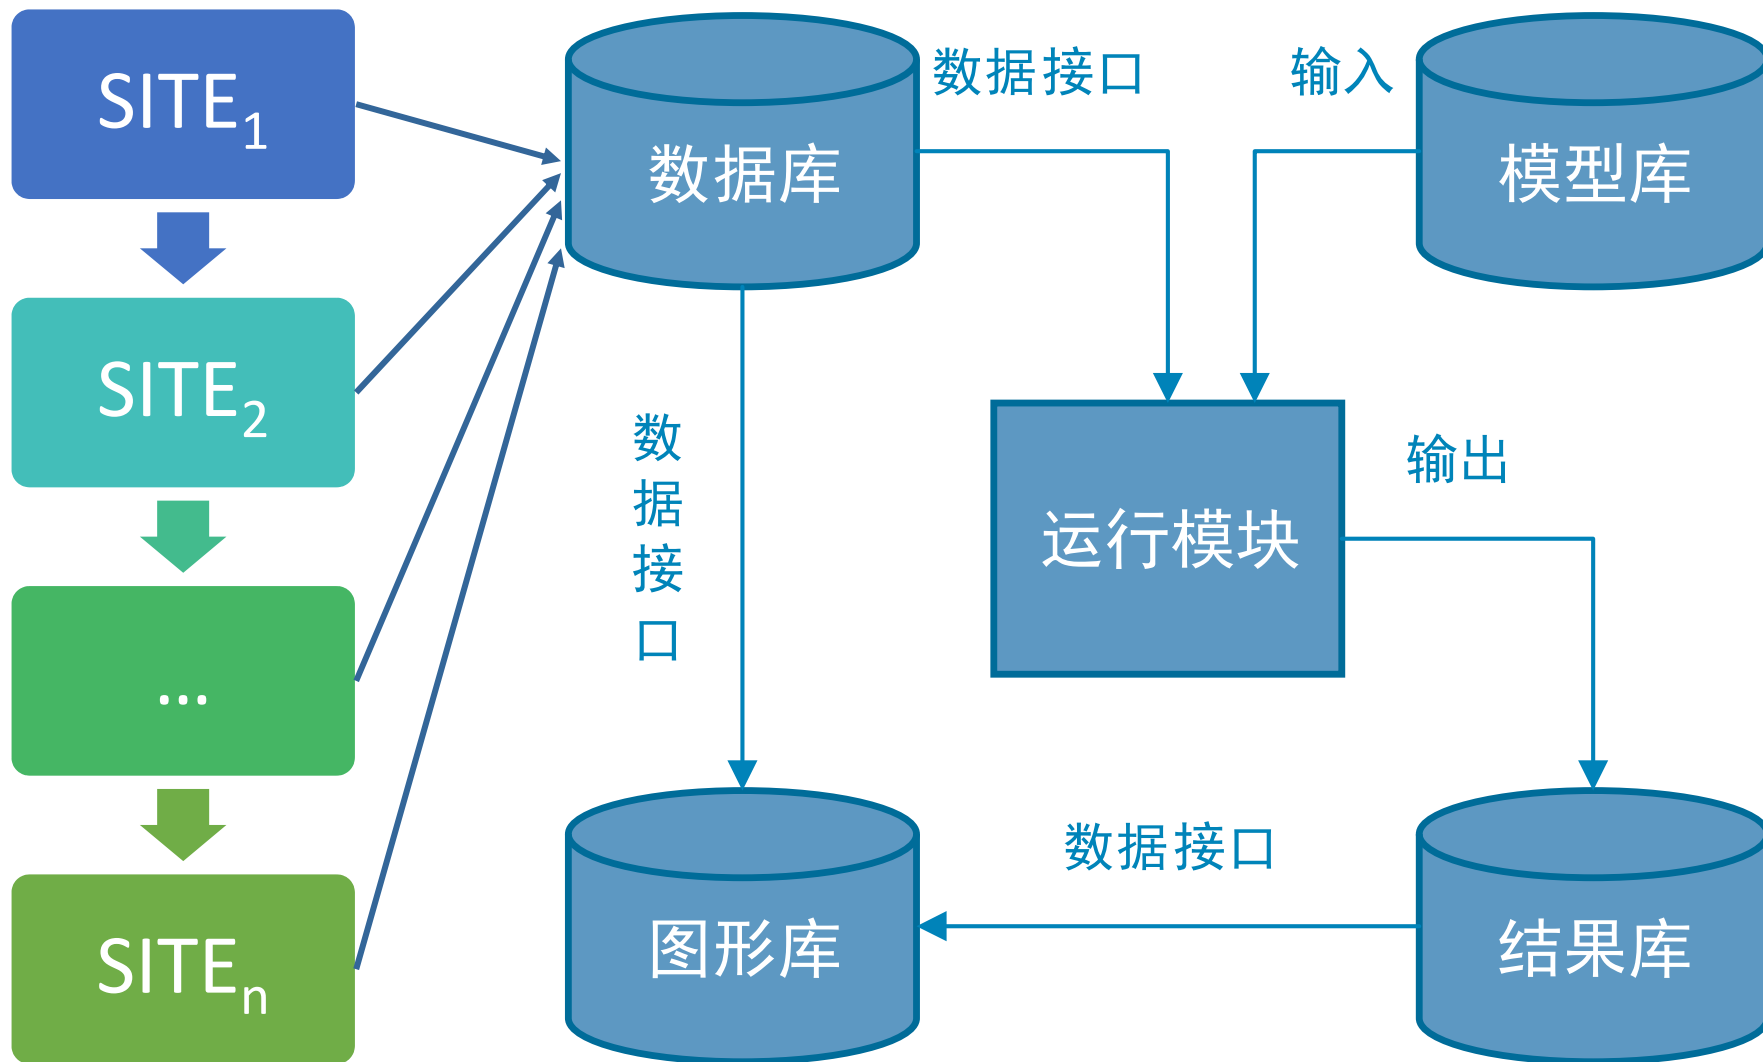 SITE₁
SITE₂
...
SITEₙ
数据库
数据接口
输入
模型库
数据接口
运行模块
输出
数据接口
图形库
结果库